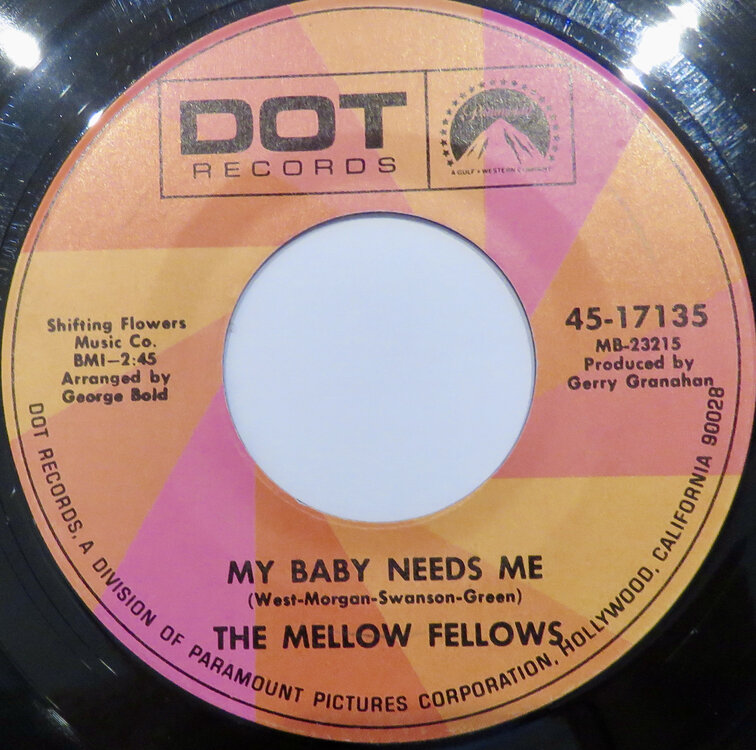 DOT
RECORDS
A GULF + WESTERN COMPANY
Shifting Flowers
Music Co.
BMI—2:45
Arranged by
George Bold
45-17135
MB-23215
Produced by
Gerry Granahan
MY BABY NEEDS ME
(West-Morgan-Swanson-Green)
THE MELLOW FELLOWS
DOT RECORDS, A DIVISION OF PARAMOUNT PICTURES CORPORATION, HOLLYWOOD, CALIFORNIA 90028